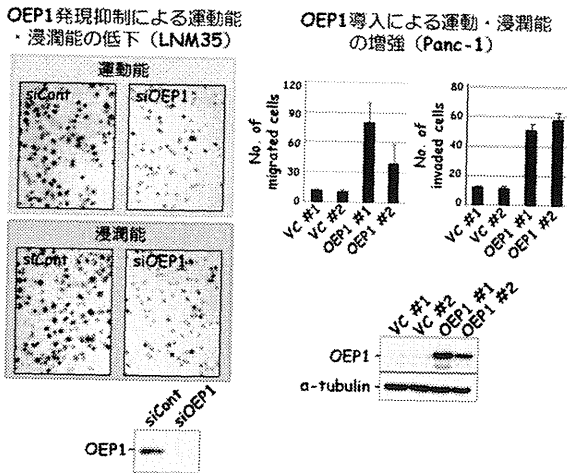 OEP1発現抑制による運動能
・浸潤能の低下（LNM35）
運動能
siCont
siOEP1
浸潤能
siCont
siOEP1
siCont
siOEP1
OEP1
OEP1導入による運動・浸潤能
の増強（Panc-1）
120
90
60
30
0
No. of
migrated cells
VC #1
VC #2
OEP1 #1
OEP1 #2
80
60
40
20
0
No. of
invaded cells
VC #1
VC #2
OEP1 #1
OEP1 #2
VC #1
VC #2
OEP1 #1
OEP1 #2
OEP1
α-tubulin